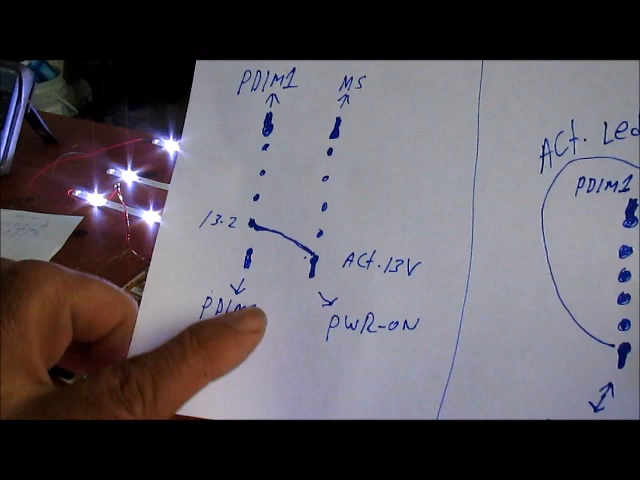 PDIM1
MS
13.2
ACT. 13V
PWR-ON
ACT. Led
PDIM1